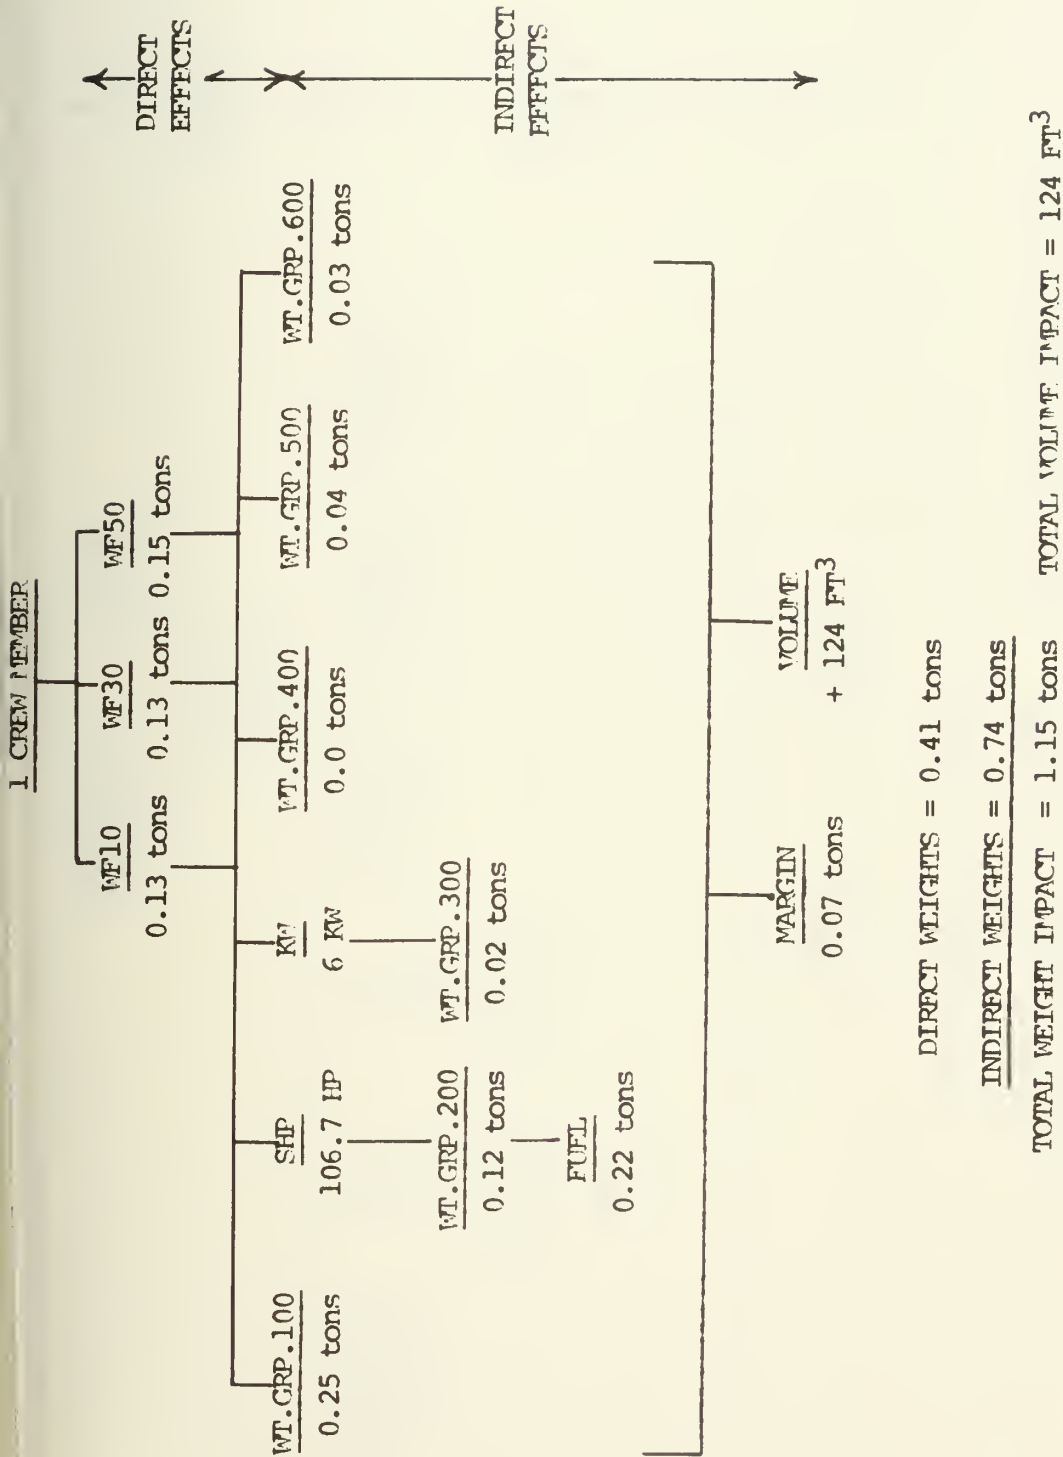 1 CREW MEMBER
WF10 WF30 WF50
0.13 tons 0.13 tons 0.15 tons
DIRECT
EFFECTS
WT.GRP.100 SHP KW WT.GRP.400 WT.GRP.500 WT.GRP.600
0.25 tons 106.7 HP 6 KW 0.0 tons 0.04 tons 0.03 tons
WT.GRP.200 WT.GRP.300
0.12 tons 0.02 tons
INDIRECT
EFFECTS
FUEL
0.22 tons
MARGIN VOLUME
0.07 tons + 124 FT³
DIRECT WEIGHTS = 0.41 tons
INDIRECT WEIGHTS = 0.74 tons
TOTAL WEIGHT IMPACT = 1.15 tons TOTAL VOLUME IMPACT = 124 FT³